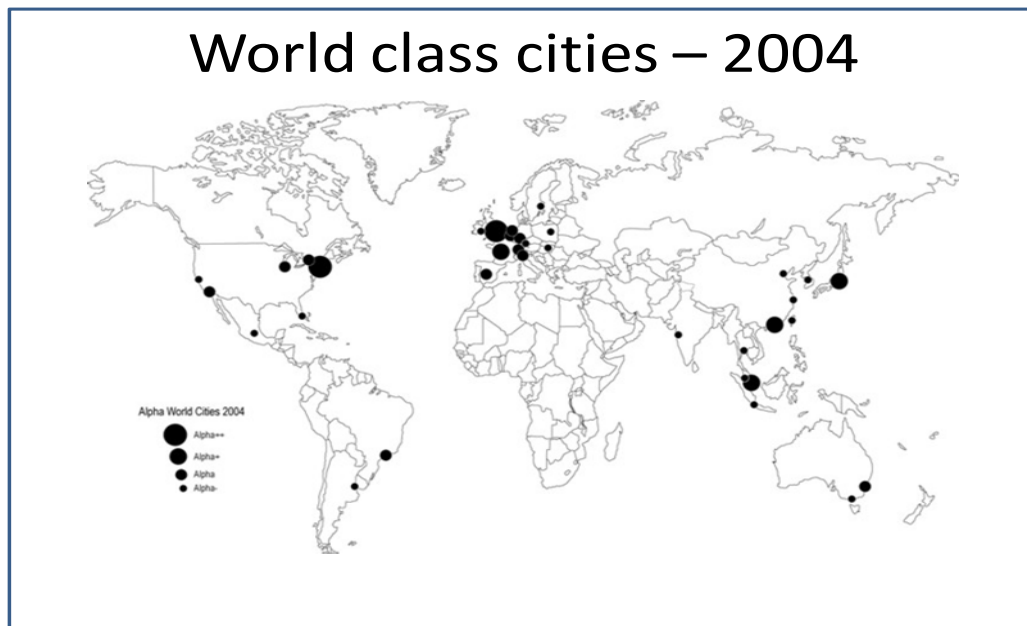 World class cities – 2004
Alpha World Cities 2004
Alpha++
Alpha+
Alpha
Alpha-